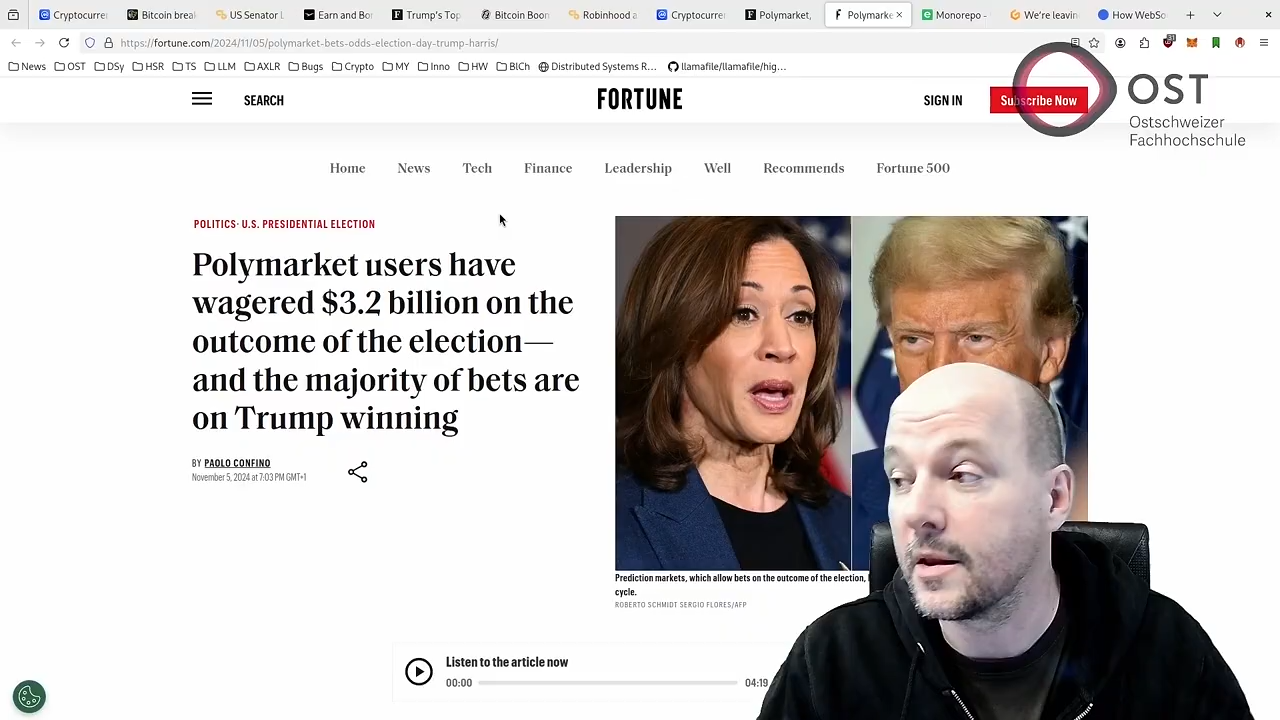 Cryptocurren
Bitcoin break
US Senator L
Earn and Bor
Trump's Top
Bitcoin Boon
Robinhood a
Cryptocurren
Polymarket,
Polymarke
Monorepo -
We're leavin
How WebSo
https://fortune.com/2024/11/05/polymarket-bets-odds-election-day-trump-harris/
News
OST
DSy
HSR
TS
LLM
AXLR
Bugs
Crypto
MY
Inno
HW
BlCh
Distributed Systems R...
llamafile/llamafile/hig...
SEARCH
FORTUNE
SIGN IN
Subscribe Now
OST
Ostschweizer
Fachhochschule
Home
News
Tech
Finance
Leadership
Well
Recommends
Fortune 500
POLITICS· U.S. PRESIDENTIAL ELECTION
Polymarket users have
wagered $3.2 billion on the
outcome of the election—
and the majority of bets are
on Trump winning
BY PAOLO CONFINO
November 5, 2024 at 7:03 PM GMT+1
Prediction markets, which allow bets on the outcome of the election,
cycle.
ROBERTO SCHMIDT SERGIO FLORES/AFP
Listen to the article now
00:00
04:19